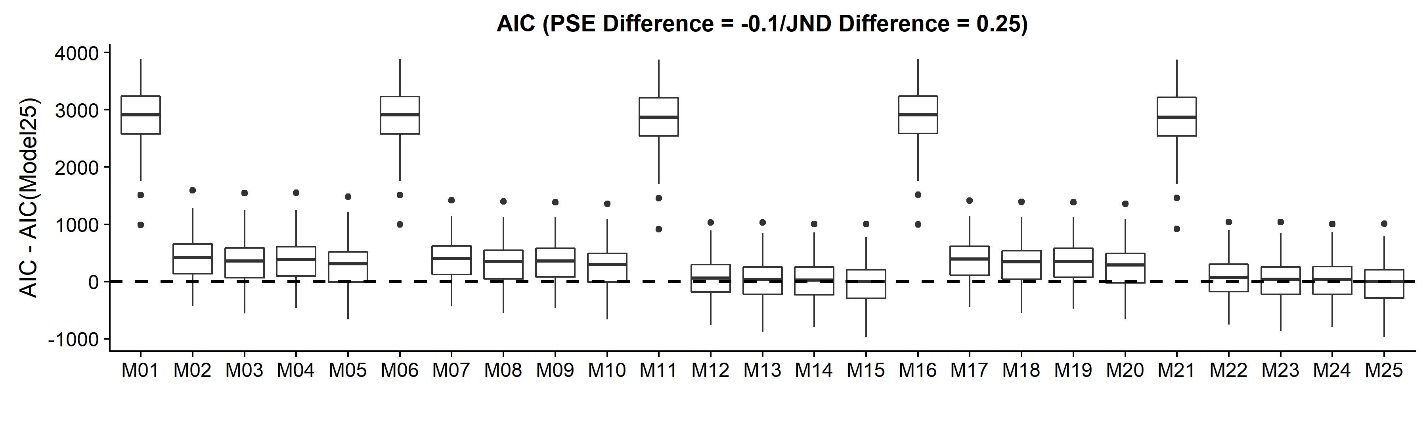 AIC (PSE Difference = -0.1/JND Difference = 0.25)
AIC - AIC(Model25)
4000
3000
2000
1000
0
-1000
M01 M02 M03 M04 M05 M06 M07 M08 M09 M10 M11 M12 M13 M14 M15 M16 M17 M18 M19 M20 M21 M22 M23 M24 M25